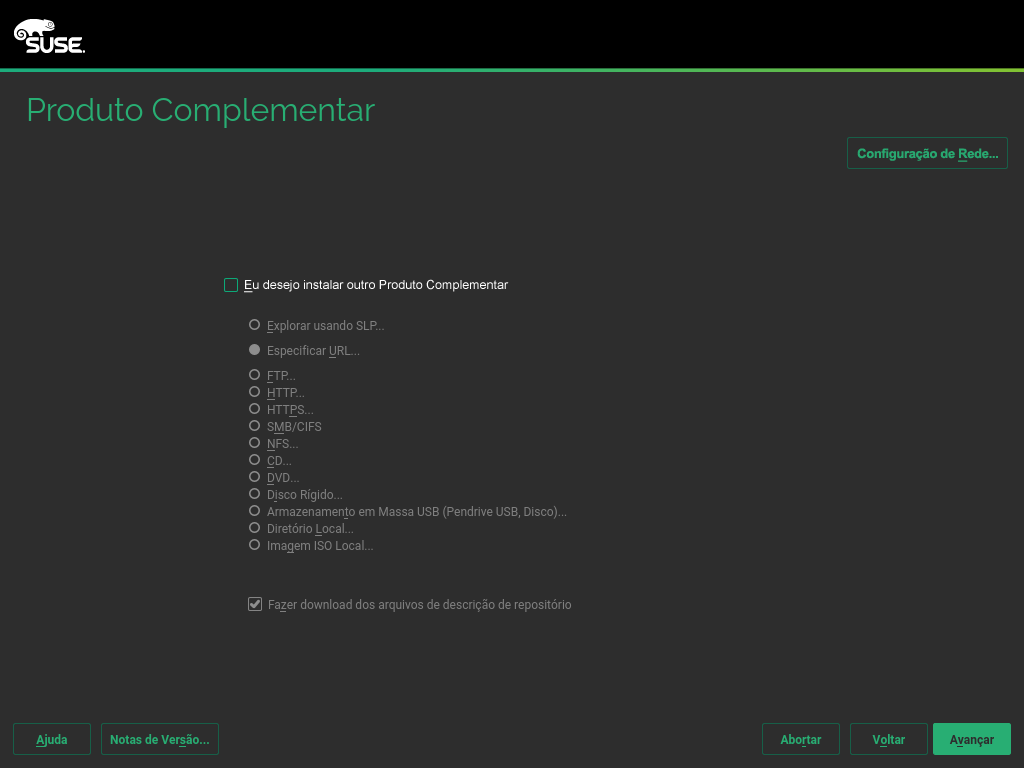 SUSE.
Produto Complementar
Configuração de Rede...
Eu desejo instalar outro Produto Complementar
Explorar usando SLP...
Especificar URL...
FTP...
HTTP...
HTTPS...
SMB/CIFS
NFS...
CD...
DVD...
Disco Rígido...
Armazenamento em Massa USB (Pendrive USB, Disco)...
Diretório Local...
Imagem ISO Local...
Fazer download dos arquivos de descrição de repositório
Ajuda Notas de Versão... Abortar Voltar Avançar